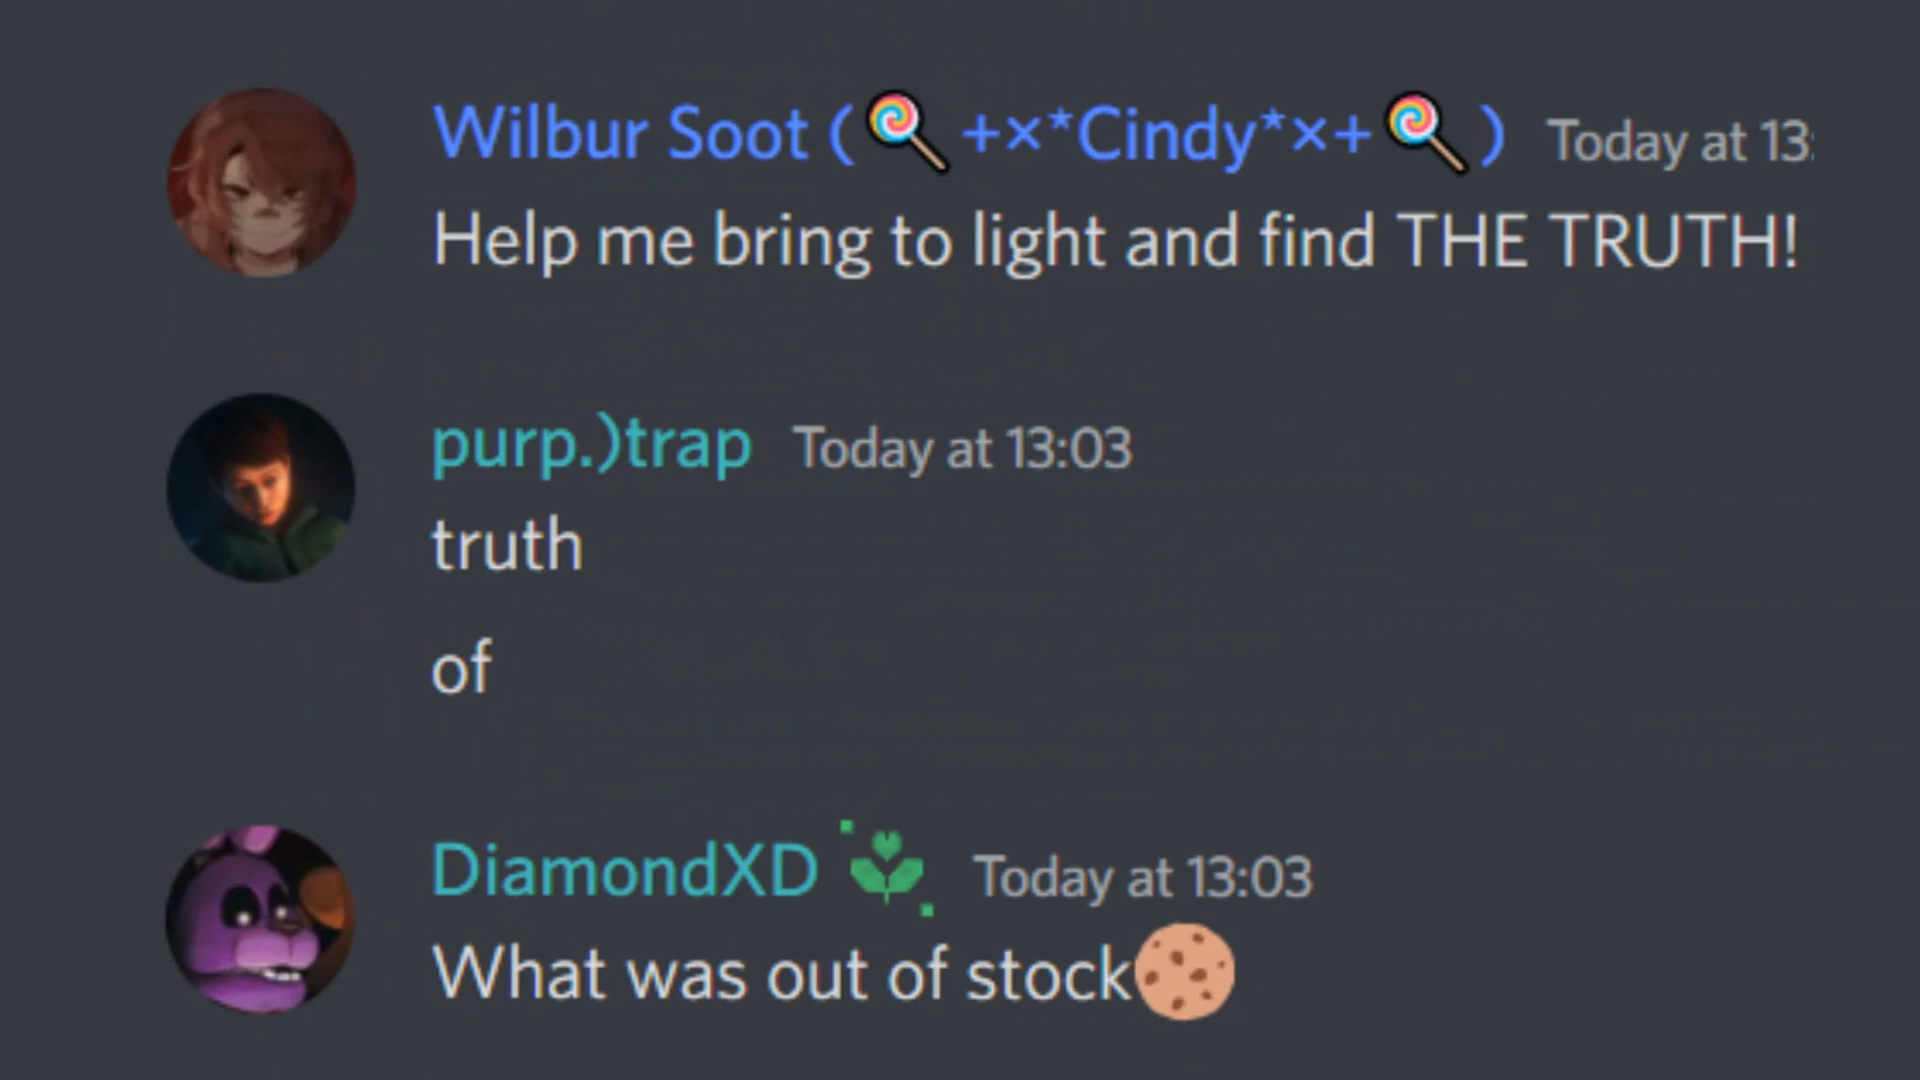 Wilbur Soot (🍭+×*Cindy*×+🍭) Today at 13:
Help me bring to light and find THE TRUTH!
purp.)trap Today at 13:03
truth
of
DiamondXD Today at 13:03
What was out of stock🍪